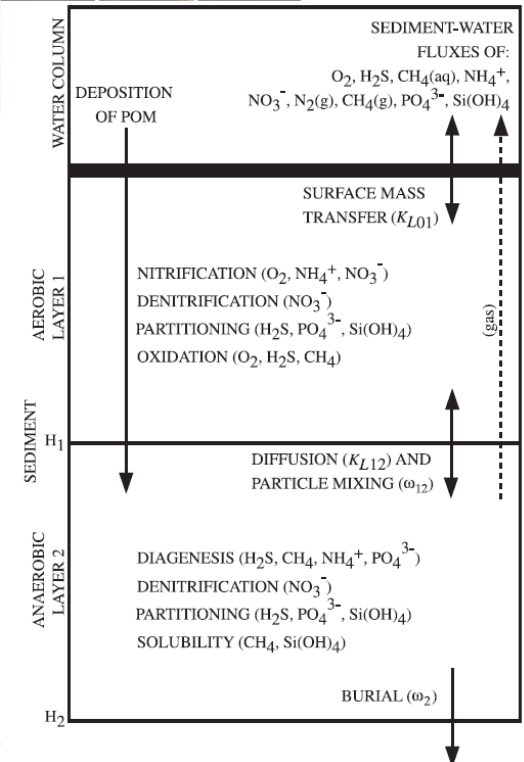 WATER COLUMN
DEPOSITION
OF POM
SEDIMENT-WATER
FLUXES OF:
O₂, H₂S, CH₄(aq), NH₄⁺,
NO₃⁻, N₂(g), CH₄(g), PO₄³⁻, Si(OH)₄
SURFACE MASS
TRANSFER (K_L01)
SEDIMENT
AEROBIC
LAYER 1
NITRIFICATION (O₂, NH₄⁺, NO₃⁻)
DENITRIFICATION (NO₃⁻)
PARTITIONING (H₂S, PO₄³⁻, Si(OH)₄)
OXIDATION (O₂, H₂S, CH₄)
(gas)
H₁
DIFFUSION (K_L12) AND
PARTICLE MIXING (ω₁₂)
ANAEROBIC
LAYER 2
DIAGENESIS (H₂S, CH₄, NH₄⁺, PO₄³⁻)
DENITRIFICATION (NO₃⁻)
PARTITIONING (H₂S, PO₄³⁻, Si(OH)₄)
SOLUBILITY (CH₄, Si(OH)₄)
BURIAL (ω₂)
H₂